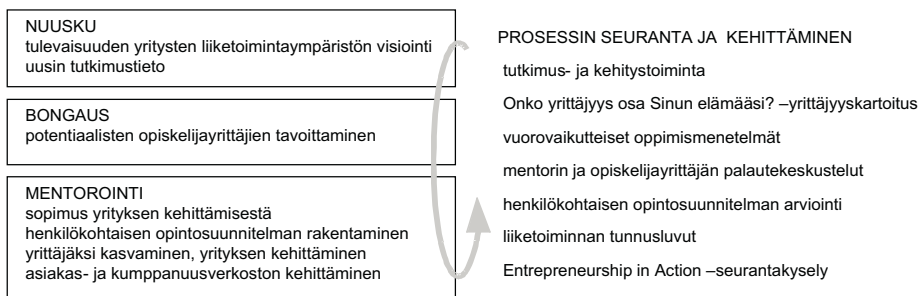 NUUSKU
tulevaisuuden yritysten liiketoimintaympäristön visiointi
uusin tutkimustieto
BONGAUS
potentiaalisten opiskelijayrittäjien tavoittaminen
MENTOROINTI
sopimus yrityksen kehittämisestä
henkilökohtaisen opintosuunnitelman rakentaminen
yrittäjäksi kasvaminen, yrityksen kehittäminen
asiakas- ja kumppanuusverkoston kehittäminen
PROSESSIN SEURANTA JA KEHITTÄMINEN
tutkimus- ja kehitystoiminta
Onko yrittäjyys osa Sinun elämääsi? –yrittäjyyskartoitus
vuorovaikutteiset oppimismenetelmät
mentorin ja opiskelijayrittäjän palautekeskustelut
henkilökohtaisen opintosuunnitelman arviointi
liiketoiminnan tunnusluvut
Entrepreneurship in Action –seurantakysely